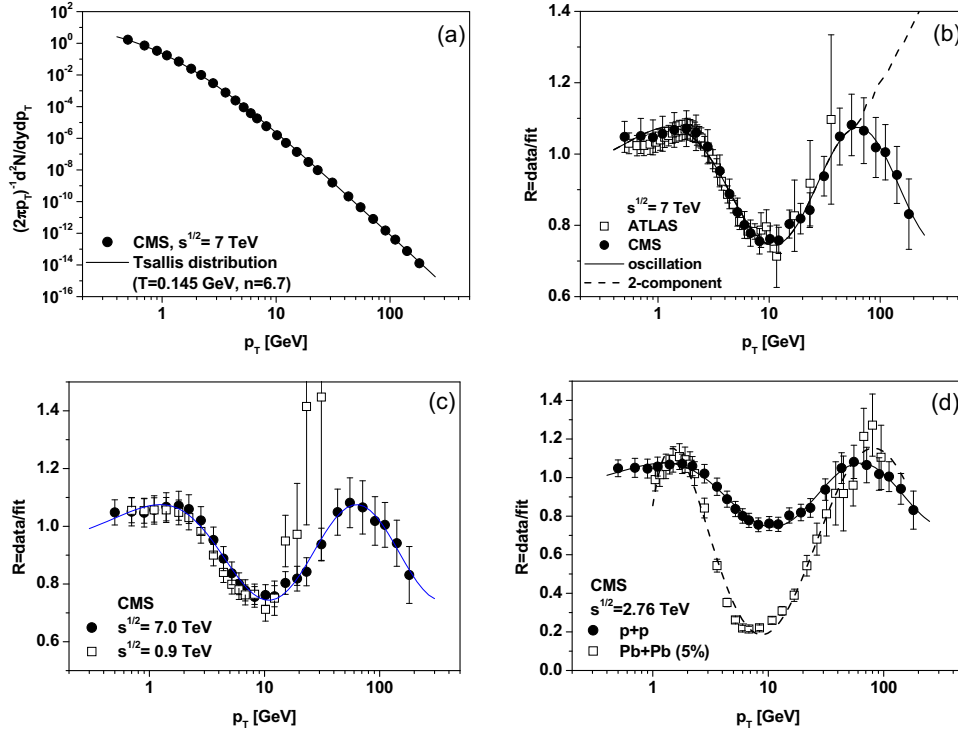 (a)
10^2
10^0
10^-2
10^-4
10^-6
10^-8
10^-10
10^-12
10^-14
10^-16
(2πp_T)^-1 d^2N/dydp_T
CMS, s^1/2 = 7 TeV
Tsallis distribution
(T=0.145 GeV, n=6.7)
1 10 100
p_T [GeV]
(b)
1.4
1.2
1.0
0.8
0.6
R=data/fit
s^1/2 = 7 TeV
ATLAS
CMS
oscillation
2-component
1 10 100
p_T [GeV]
(c)
1.4
1.2
1.0
0.8
0.6
R=data/fit
CMS
s^1/2 = 7.0 TeV
s^1/2 = 0.9 TeV
1 10 100
p_T [GeV]
(d)
1.4
1.2
1.0
0.8
0.6
0.4
0.2
0.0
R=data/fit
CMS
s^1/2=2.76 TeV
p+p
Pb+Pb (5%)
1 10 100
p_T [GeV]